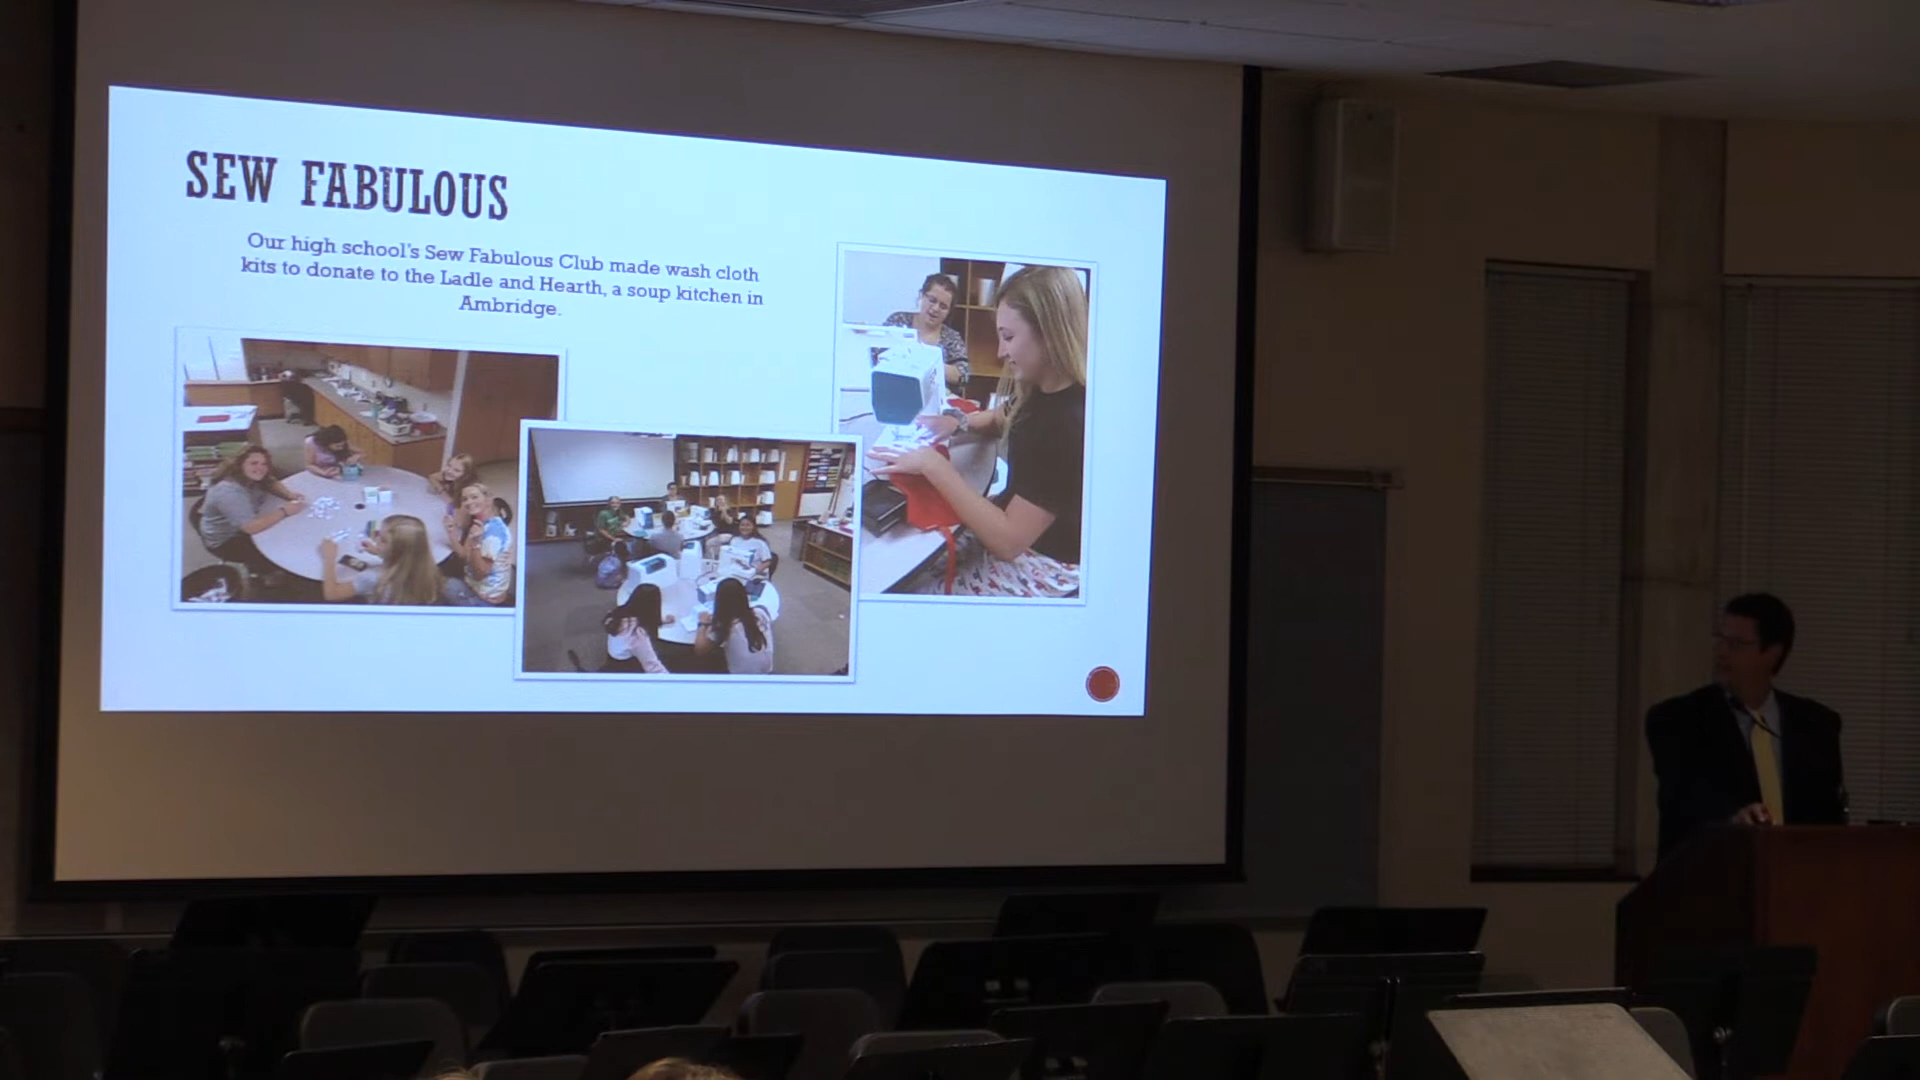 SEW FABULOUS
Our high school's Sew Fabulous Club made wash cloth
kits to donate to the Ladle and Hearth, a soup kitchen in
Ambridge.